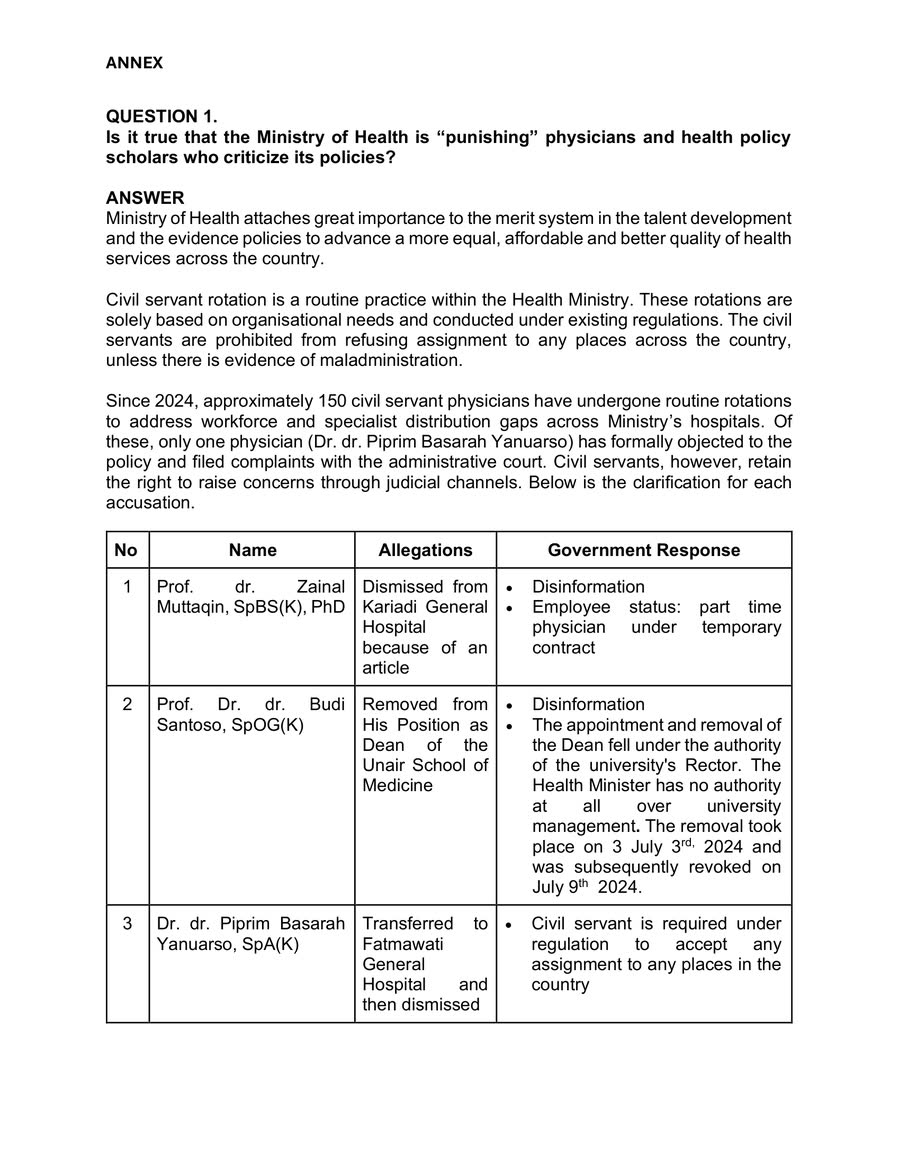 ANNEX
QUESTION 1.
Is it true that the Ministry of Health is “punishing” physicians and health policy
scholars who criticize its policies?
ANSWER
Ministry of Health attaches great importance to the merit system in the talent development
and the evidence policies to advance a more equal, affordable and better quality of health
services across the country.
Civil servant rotation is a routine practice within the Health Ministry. These rotations are
solely based on organisational needs and conducted under existing regulations. The civil
servants are prohibited from refusing assignment to any places across the country,
unless there is evidence of maladministration.
Since 2024, approximately 150 civil servant physicians have undergone routine rotations
to address workforce and specialist distribution gaps across Ministry’s hospitals. Of
these, only one physician (Dr. dr. Piprim Basarah Yanuarso) has formally objected to the
policy and filed complaints with the administrative court. Civil servants, however, retain
the right to raise concerns through judicial channels. Below is the clarification for each
accusation.
No Name Allegations Government Response
1
Prof. dr. Zainal
Muttaqin, SpBS(K), PhD
Dismissed from
Kariadi General
Hospital
because of an
article
• Disinformation
• Employee status: part time
physician under temporary
contract
2
Prof. Dr. dr. Budi
Santoso, SpOG(K)
Removed from
His Position as
Dean of the
Unair School of
Medicine
• Disinformation
• The appointment and removal of
the Dean fell under the authority
of the university's Rector. The
Health Minister has no authority
at all over university
management. The removal took
place on 3 July 3rd, 2024 and
was subsequently revoked on
July 9th 2024.
3
Dr. dr. Piprim Basarah
Yanuarso, SpA(K)
Transferred to
Fatmawati
General
Hospital and
then dismissed
• Civil servant is required under
regulation to accept any
assignment to any places in the
country